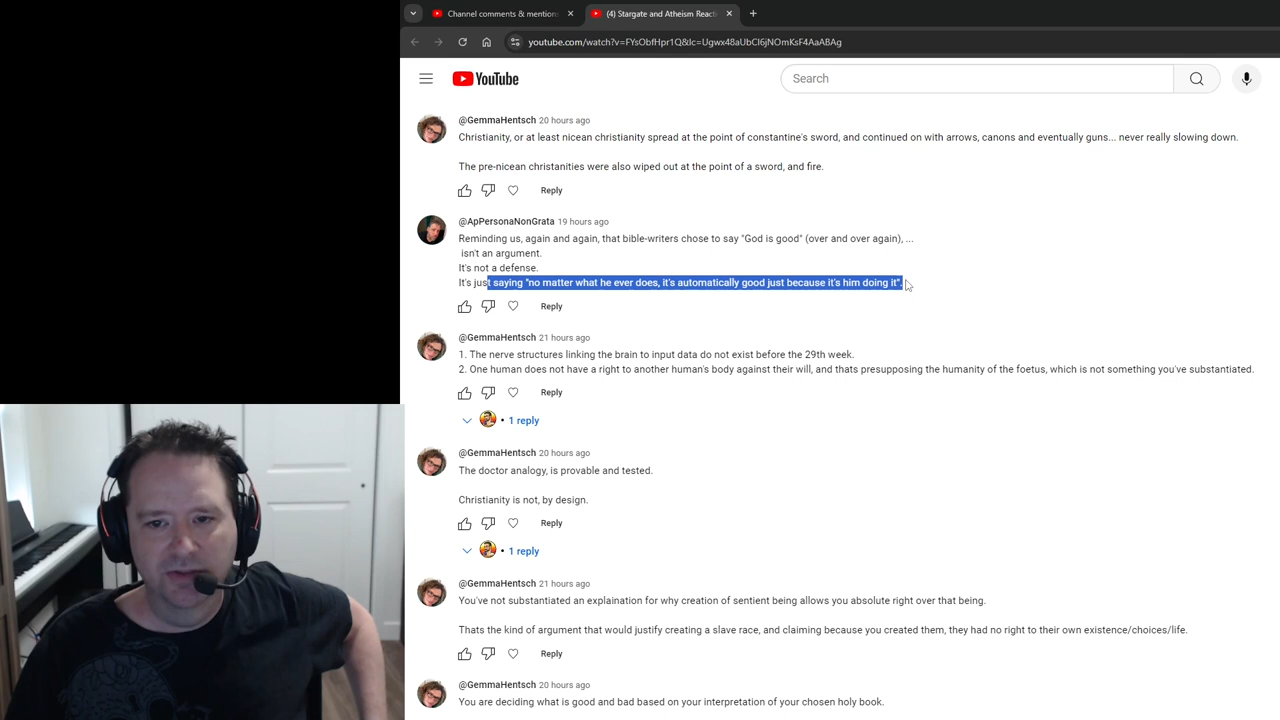 Channel comments & mention
(4) Stargate and Atheism Reacti
youtube.com/watch?v=FYsObfHpr1Q&lc=Ugwx48aUbCl6jNOmKsF4AaABAg
YouTube
Search
@GemmaHentsch 20 hours ago
Christianity, or at least nicean christianity spread at the point of constantine's sword, and continued on with arrows, canons and eventually guns... never really slowing down.
The pre-nicean christanities were also wiped out at the point of a sword, and fire.
Reply
@ApPersonaNonGrata 19 hours ago
Reminding us, again and again, that bible-writers chose to say "God is good" (over and over again), ...
isn't an argument.
It's not a defense.
It's just saying "no matter what he ever does, it's automatically good just because it's him doing it".
Reply
@GemmaHentsch 21 hours ago
1. The nerve structures linking the brain to input data do not exist before the 29th week.
2. One human does not have a right to another human's body against their will, and thats presupposing the humanity of the foetus, which is not something you've substantiated.
Reply
• 1 reply
@GemmaHentsch 20 hours ago
The doctor analogy, is provable and tested.
Christianity is not, by design.
Reply
• 1 reply
@GemmaHentsch 21 hours ago
You've not substantiated an explaination for why creation of sentient being allows you absolute right over that being.
Thats the kind of argument that would justify creating a slave race, and claiming because you created them, they had no right to their own existence/choices/life.
Reply
@GemmaHentsch 20 hours ago
You are deciding what is good and bad based on your interpretation of your chosen holy book.